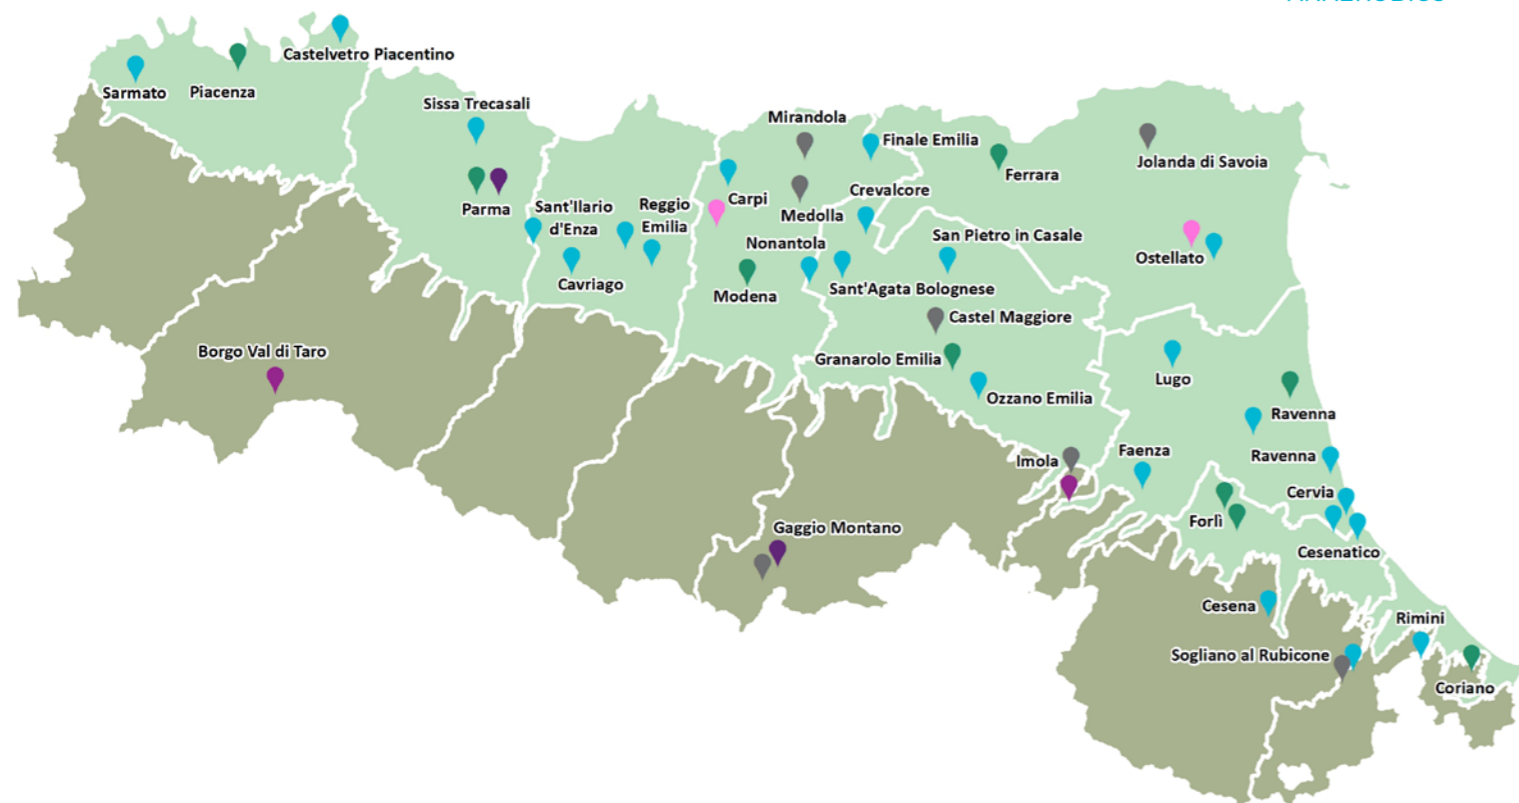 Castelvetro Piacentino
Sarmato
Piacenza
Sissa Trecasali
Parma
Sant'Ilario
d'Enza
Reggio
Emilia
Cavriago
Mirandola
Finale Emilia
Carpi
Medolla
Crevalcore
Nonantola
Modena
Sant'Agata Bolognese
San Pietro in Casale
Ferrara
Jolanda di Savoia
Ostellato
Castel Maggiore
Granarolo Emilia
Ozzano Emilia
Borgo Val di Taro
Lugo
Ravenna
Ravenna
Faenza
Imola
Cervia
Forlì
Cesenatico
Gaggio Montano
Cesena
Rimini
Sogliano al Rubicone
Coriano